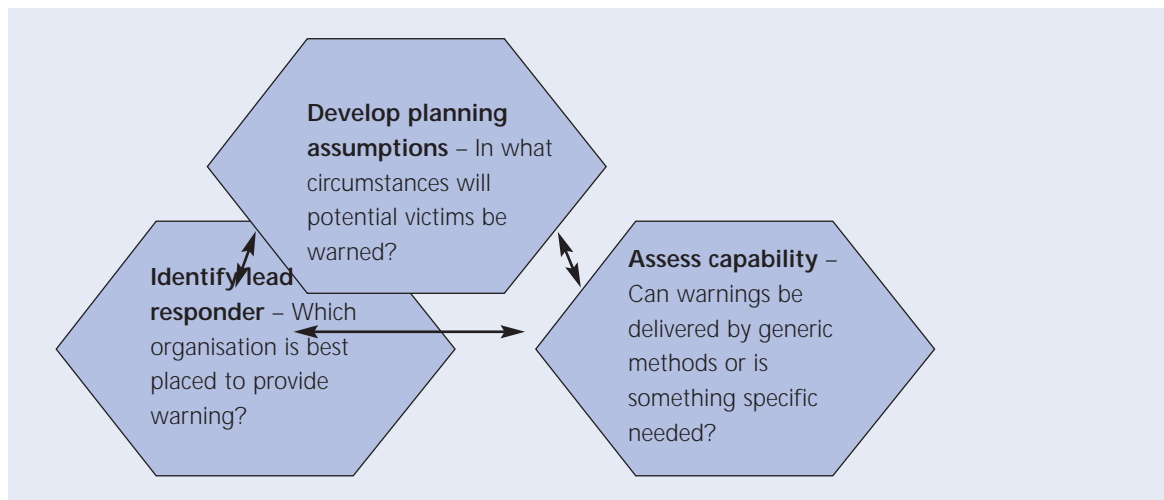 Develop planning
assumptions – In what
circumstances will
potential victims be
warned?
Identify lead
responder – Which
organisation is best
placed to provide
warning?
Assess capability –
Can warnings be
delivered by generic
methods or is
something specific
needed?